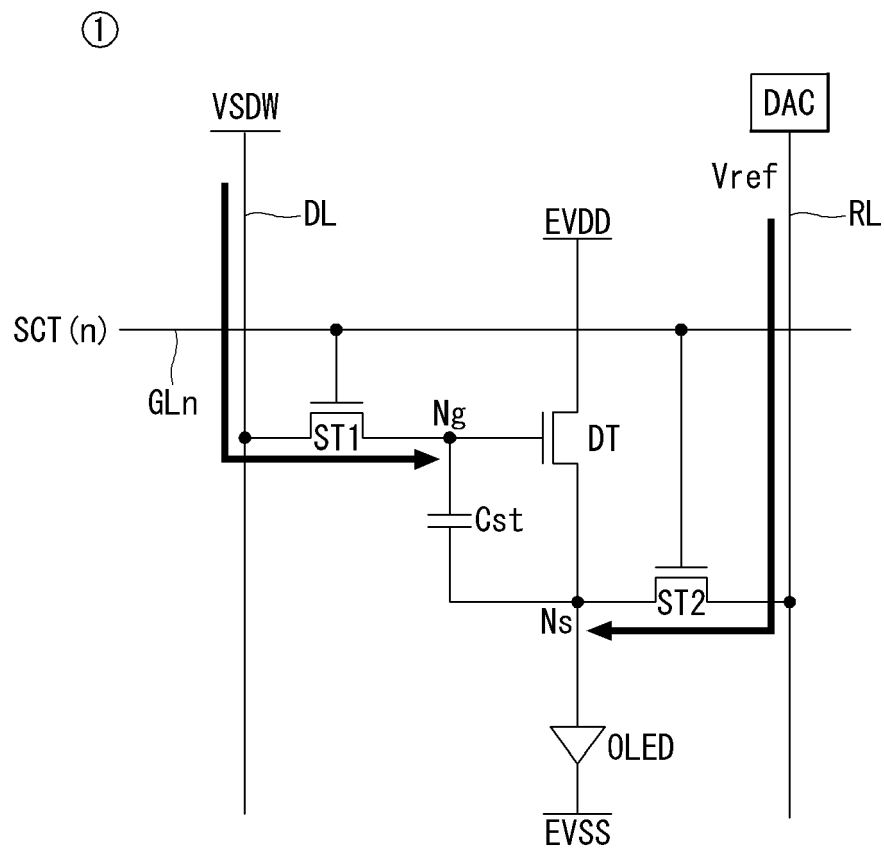 ①
VSDW
DAC
Vref
DL
EVDD
RL
SCT(n)
GLn
Ng
ST1
DT
Cst
ST2
Ns
OLED
EVSS